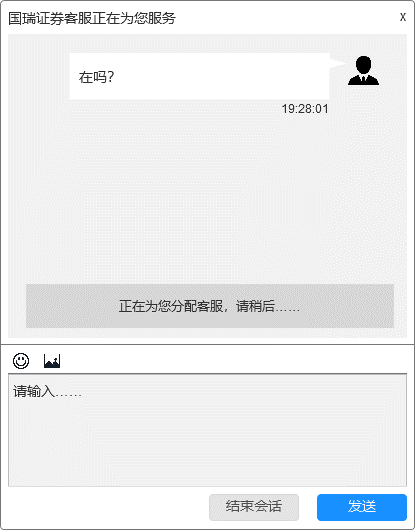 国瑞证券客服正在为您服务 x
在吗?
19:28:01
正在为您分配客服，请稍后……
请输入……
结束会话 发送